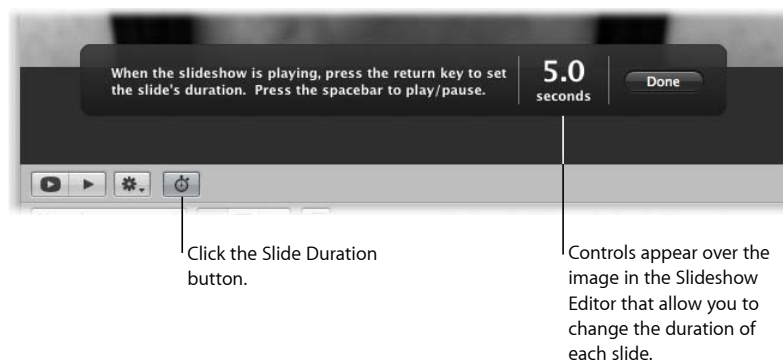 When the slideshow is playing, press the return key to set
the slide's duration. Press the spacebar to play/pause.
5.0
seconds
Done
Click the Slide Duration
button.
Controls appear over the
image in the Slideshow
Editor that allow you to
change the duration of
each slide.